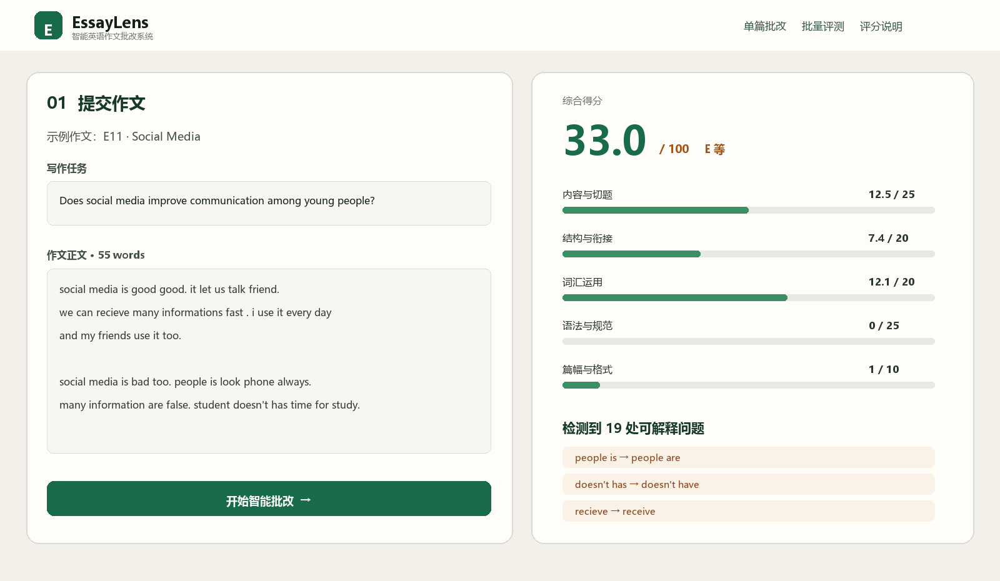 E
EssayLens
智能英语作文批改系统
单篇批改 批量评测 评分说明
01 提交作文
示例作文：E11 · Social Media
写作任务
Does social media improve communication among young people?
作文正文 • 55 words
social media is good good. it let us talk friend.
we can recieve many informations fast . i use it every day
and my friends use it too.
social media is bad too. people is look phone always.
many information are false. student doesn't has time for study.
开始智能批改 →
综合得分
33.0 / 100 E 等
内容与切题 12.5 / 25
结构与衔接 7.4 / 20
词汇运用 12.1 / 20
语法与规范 0 / 25
篇幅与格式 1 / 10
检测到 19 处可解释问题
people is → people are
doesn't has → doesn't have
recieve → receive